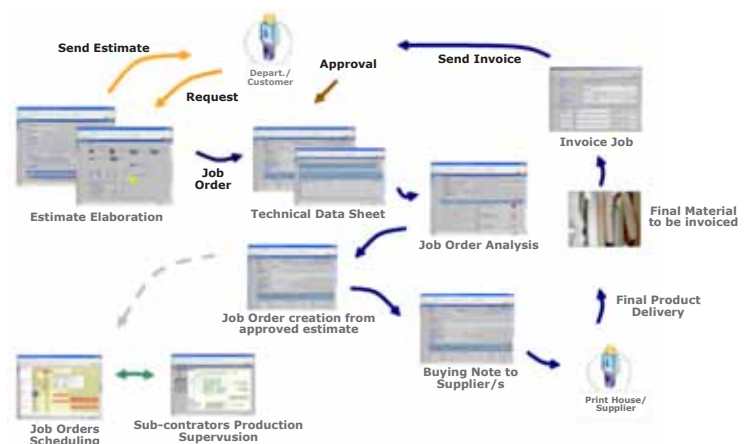 Send Estimate
Depart./
Customer
Request
Approval
Send Invoice
Invoice Job
Job
Order
Estimate Elaboration
Technical Data Sheet
Job Order Analysis
Final Material
to be invoiced
Job Order creation from
approved estimate
Final Product
Delivery
Buying Note to
Supplier/s
Print House/
Supplier
Job Orders
Scheduling
Sub-contrators Production
Supervusion